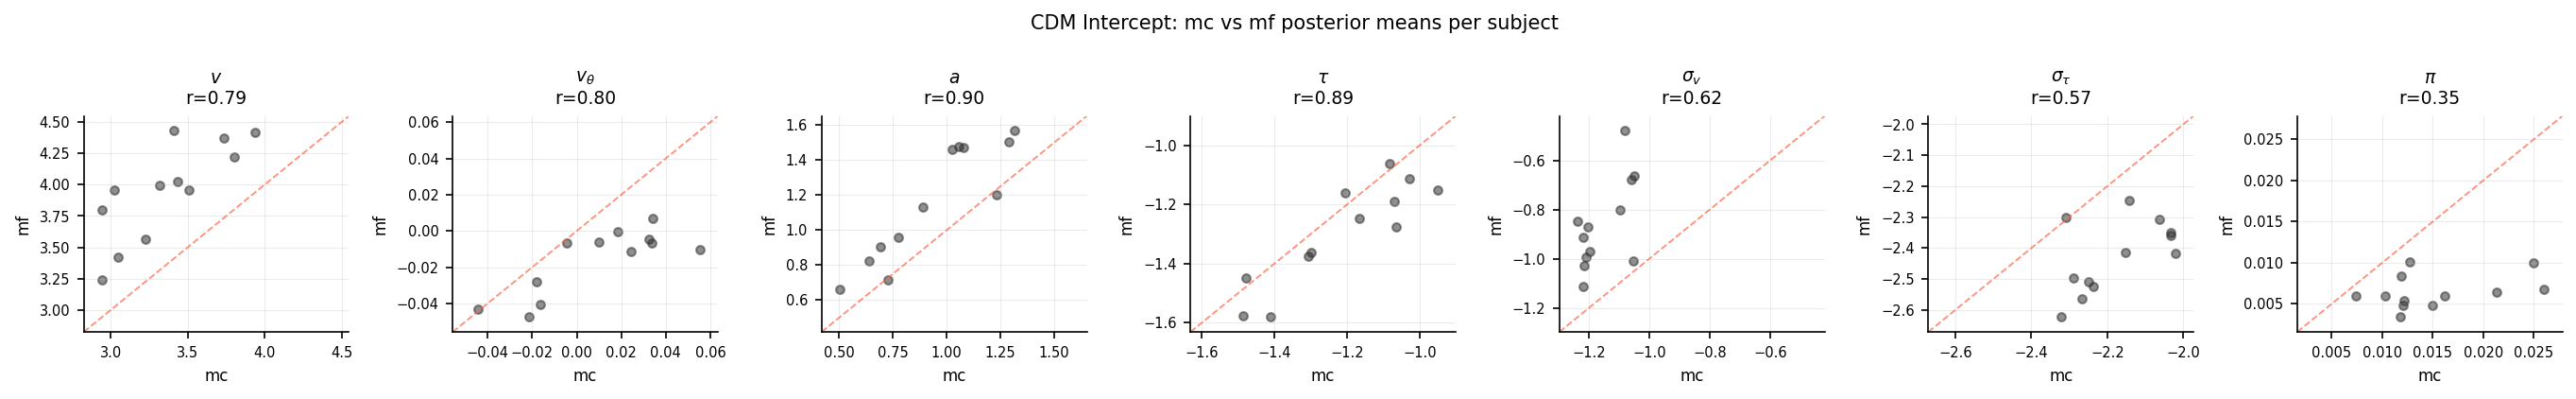 CDM Intercept: mc vs mf posterior means per subject
v
r=0.79
4.50
4.25
4.00
3.75
3.50
3.25
3.00
mf
3.0 3.5 4.0 4.5
mc
vθ
r=0.80
0.06
0.04
0.02
0.00
−0.02
−0.04
mf
−0.04 −0.02 0.00 0.02 0.04 0.06
mc
a
r=0.90
1.6
1.4
1.2
1.0
0.8
0.6
mf
0.50 0.75 1.00 1.25 1.50
mc
τ
r=0.89
−1.0
−1.2
−1.4
−1.6
mf
−1.6 −1.4 −1.2 −1.0
mc
σv
r=0.62
−0.6
−0.8
−1.0
−1.2
mf
−1.2 −1.0 −0.8 −0.6
mc
στ
r=0.57
−2.0
−2.1
−2.2
−2.3
−2.4
−2.5
−2.6
mf
−2.6 −2.4 −2.2 −2.0
mc
π
r=0.35
0.025
0.020
0.015
0.010
0.005
mf
0.005 0.010 0.015 0.020 0.025
mc